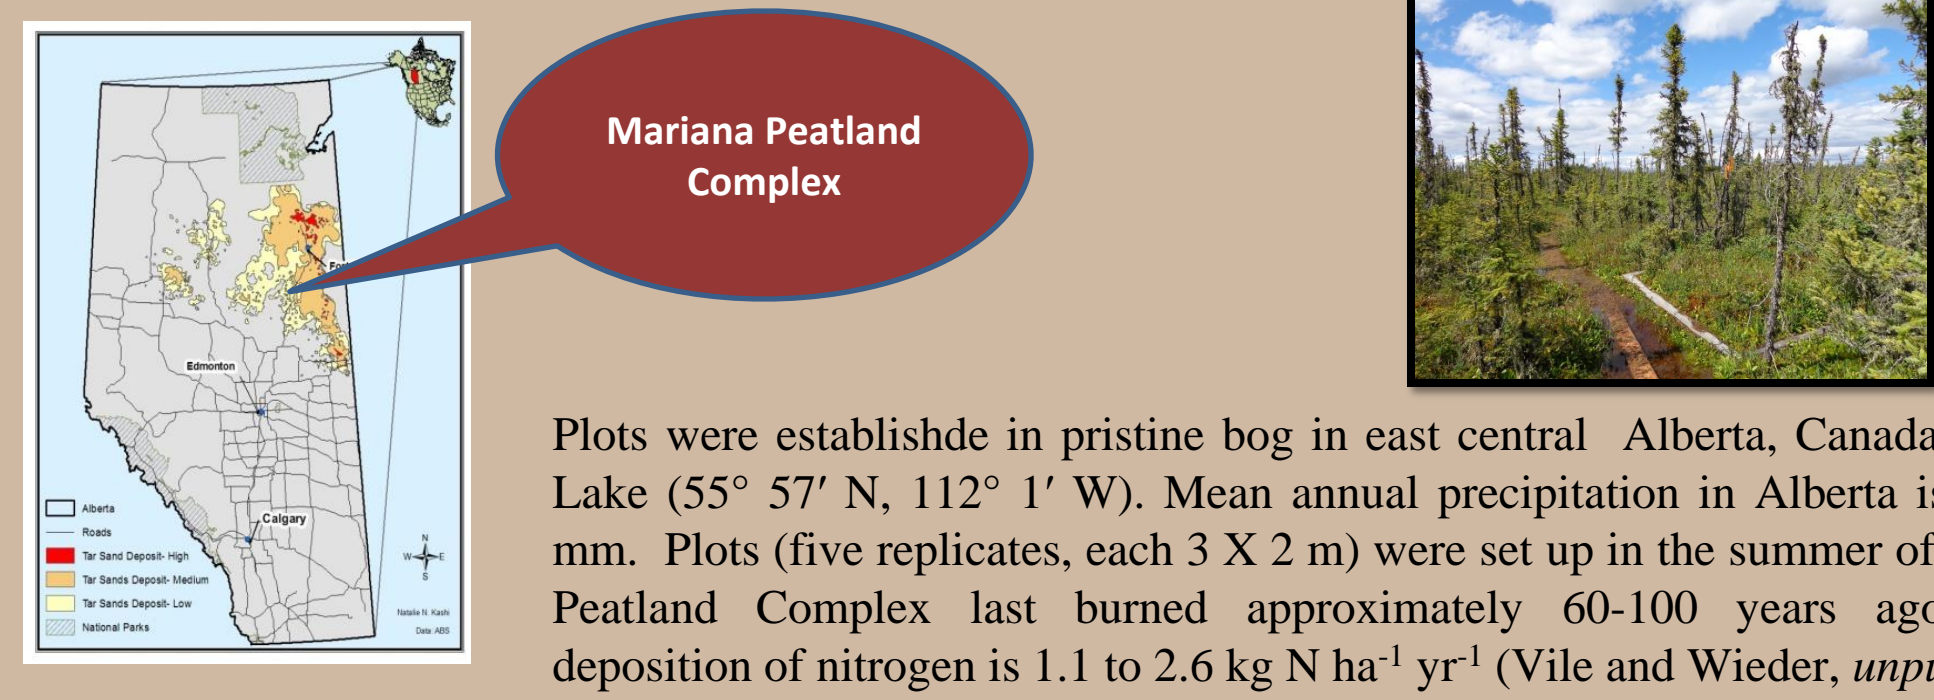 Mariana Peatland
Complex
Edmonton
Calgary
Alberta
Roads
Tar Sand Deposit- High
Tar Sands Deposit- Medium
Tar Sands Deposit- Low
National Parks
N
W E
S
Natalie N. Kashi
Data: ABS
Plots were establishde in pristine bog in east central Alberta, Canada
Lake (55° 57′ N, 112° 1′ W). Mean annual precipitation in Alberta is
mm. Plots (five replicates, each 3 X 2 m) were set up in the summer of
Peatland Complex last burned approximately 60-100 years ago
deposition of nitrogen is 1.1 to 2.6 kg N ha⁻¹ yr⁻¹ (Vile and Wieder,